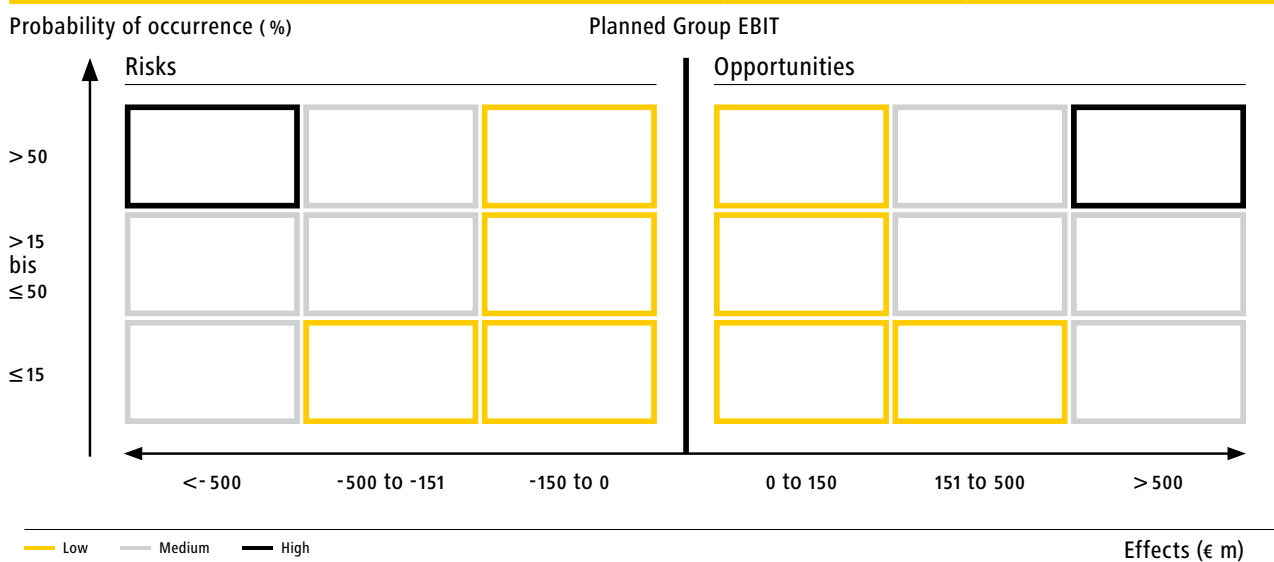 Probability of occurrence (%)
Planned Group EBIT
Risks
Opportunities
> 50
> 15
bis
≤ 50
≤ 15
<- 500
-500 to -151
-150 to 0
0 to 150
151 to 500
> 500
Low
Medium
High
Effects (€ m)